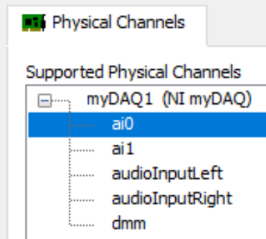 Physical Channels
Supported Physical Channels
myDAQ1 (NI myDAQ)
ai0
ai1
audioInputLeft
audioInputRight
dmm